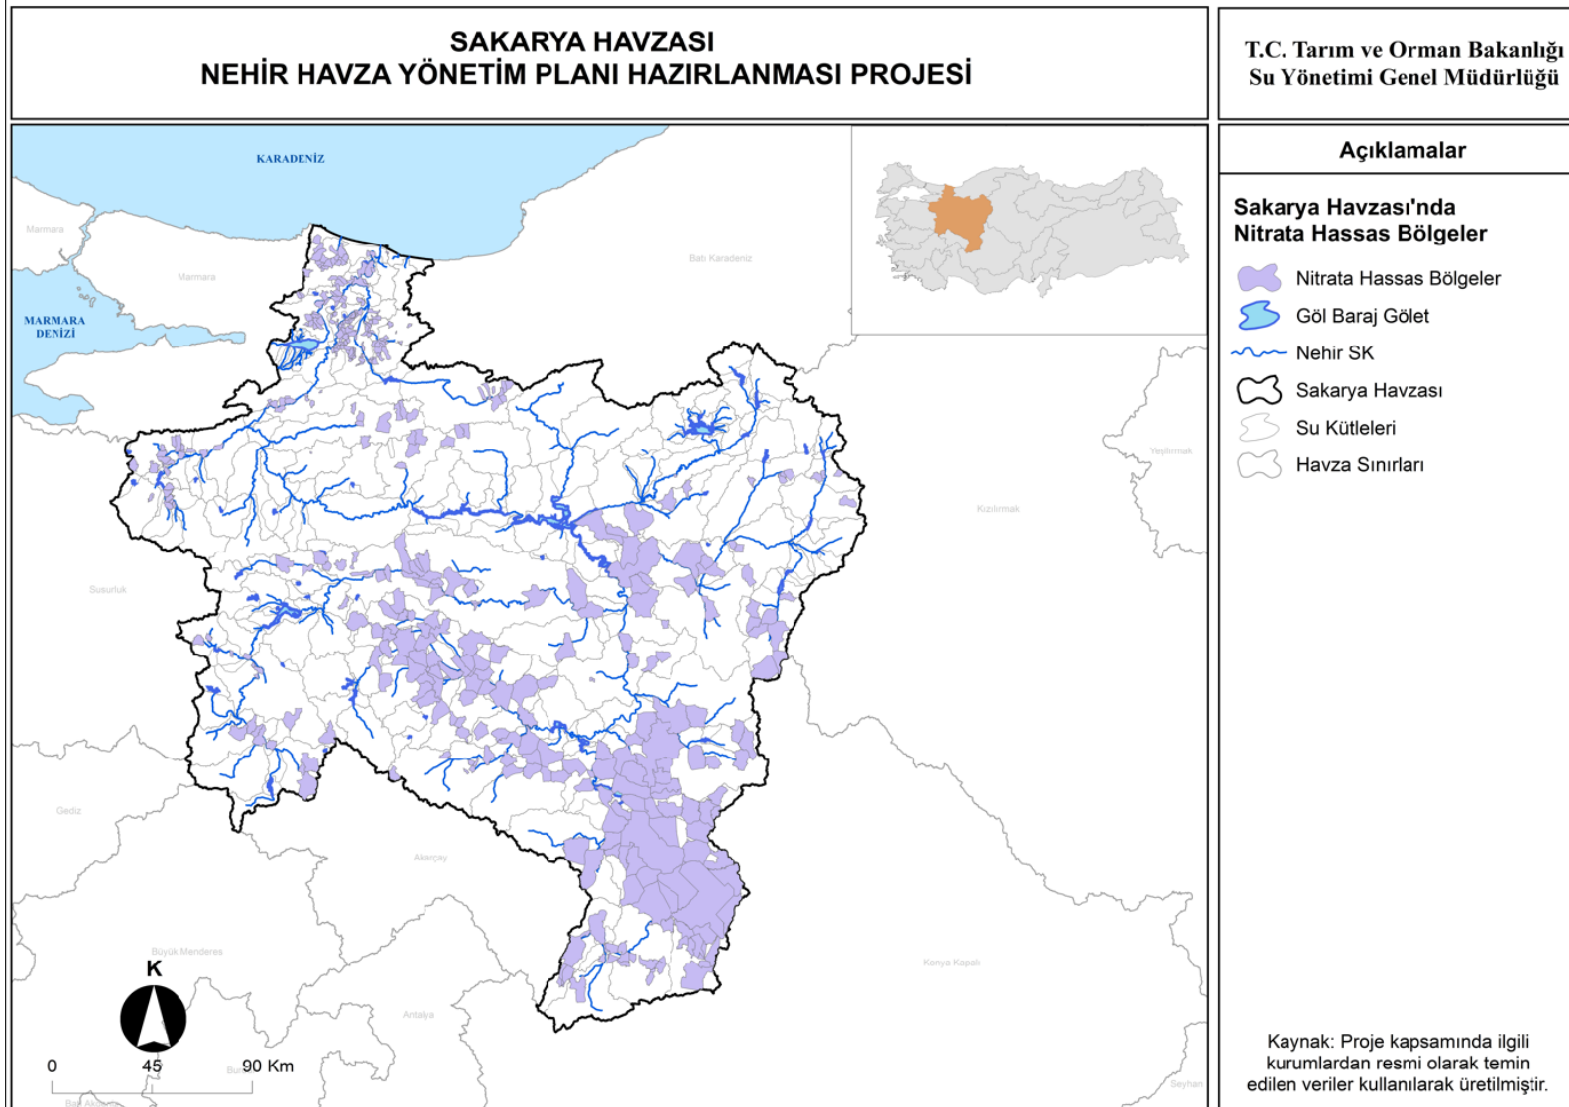 SAKARYA HAVZASI
NEHİR HAVZA YÖNETİM PLANI HAZIRLANMASI PROJESİ
T.C. Tarım ve Orman Bakanlığı
Su Yönetimi Genel Müdürlüğü
KARADENİZ
Marmara
Marmara
Batı Karadeniz
MARMARA
DENİZİ
Yeşilırmak
Kızılırmak
Susurluk
Gediz
Akarçay
Büyük Menderes
Konya Kapalı
Antalya
Seyhan
K
0 45 90 Km
Açıklamalar
Sakarya Havzası'nda
Nitrata Hassas Bölgeler
Nitrata Hassas Bölgeler
Göl Baraj Gölet
Nehir SK
Sakarya Havzası
Su Kütleleri
Havza Sınırları
Kaynak: Proje kapsamında ilgili
kurumlardan resmi olarak temin
edilen veriler kullanılarak üretilmiştir.